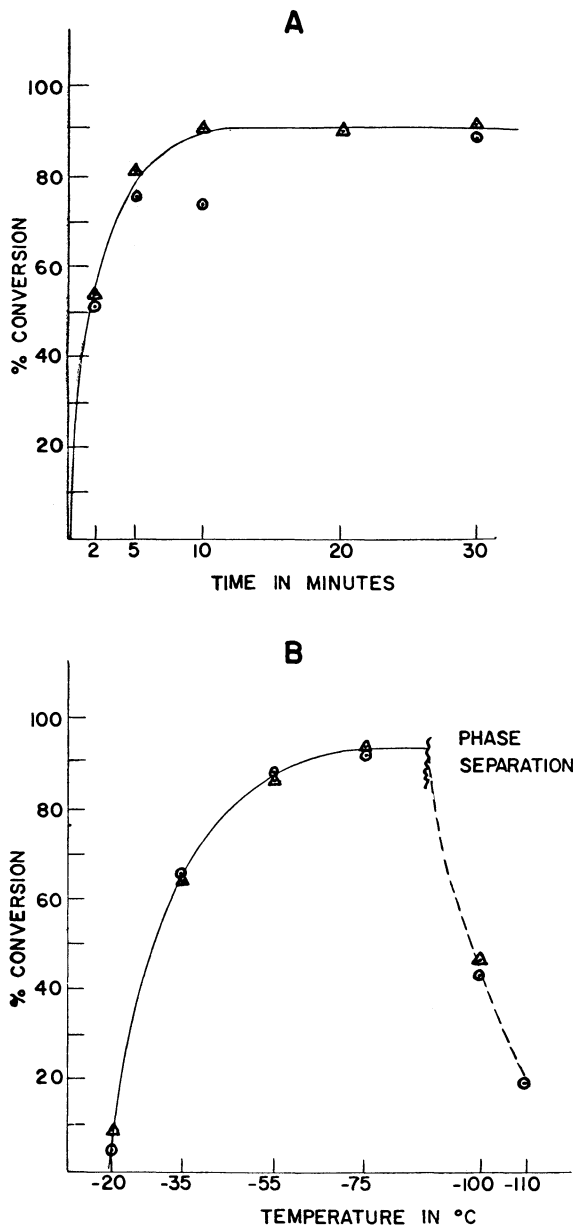 A
100
80
60
40
20
% CONVERSION
2 5 10 20 30
TIME IN MINUTES
B
100
80
60
40
20
% CONVERSION
PHASE
SEPARATION
-20 -35 -55 -75 -100 -110
TEMPERATURE IN °C